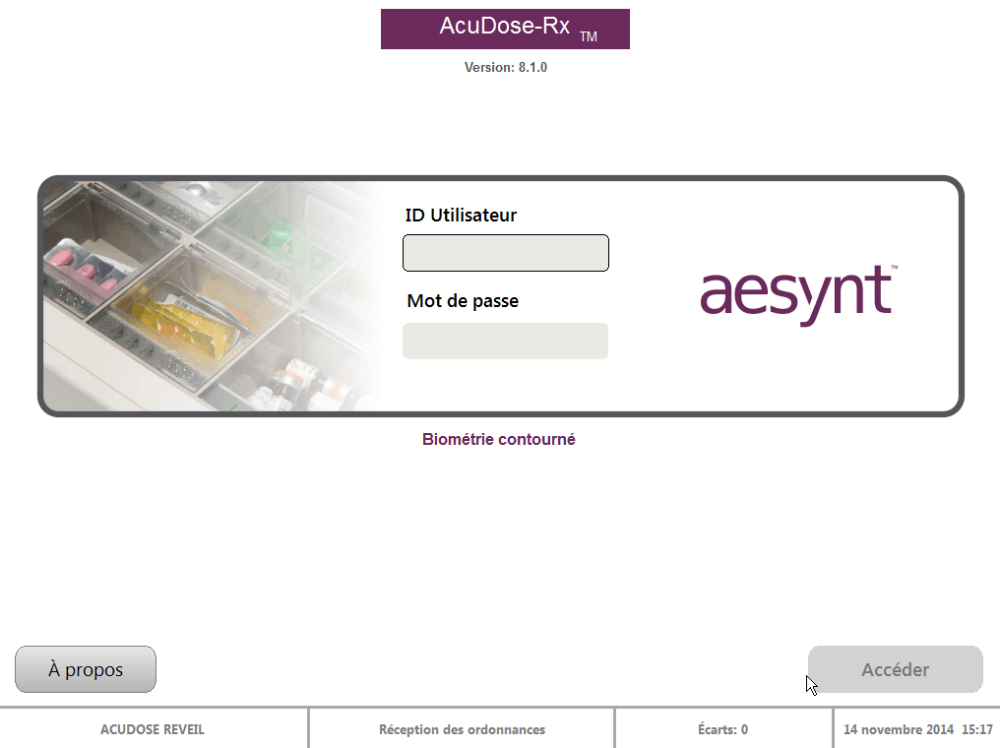 AcuDose-Rx TM
Version: 8.1.0
ID Utilisateur
Mot de passe
aesynt™
Biométrie contourné
À propos
Accéder
ACUDOSE REVEIL
Réception des ordonnances
Écarts: 0
14 novembre 2014 15:17